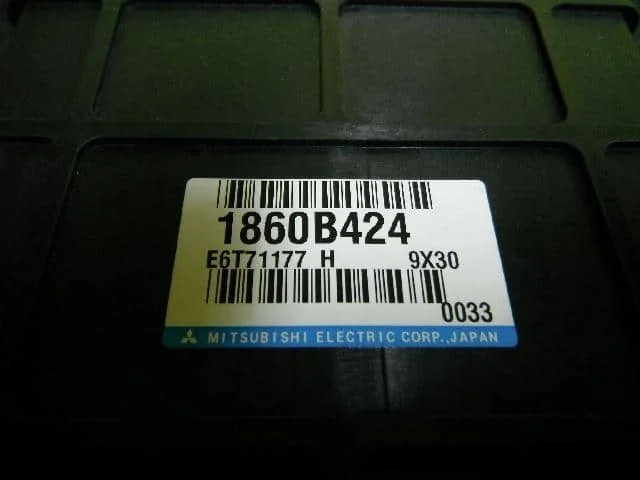 1860B424
E6T71177 H 9X30
0033
MITSUBISHI ELECTRIC CORP.,JAPAN